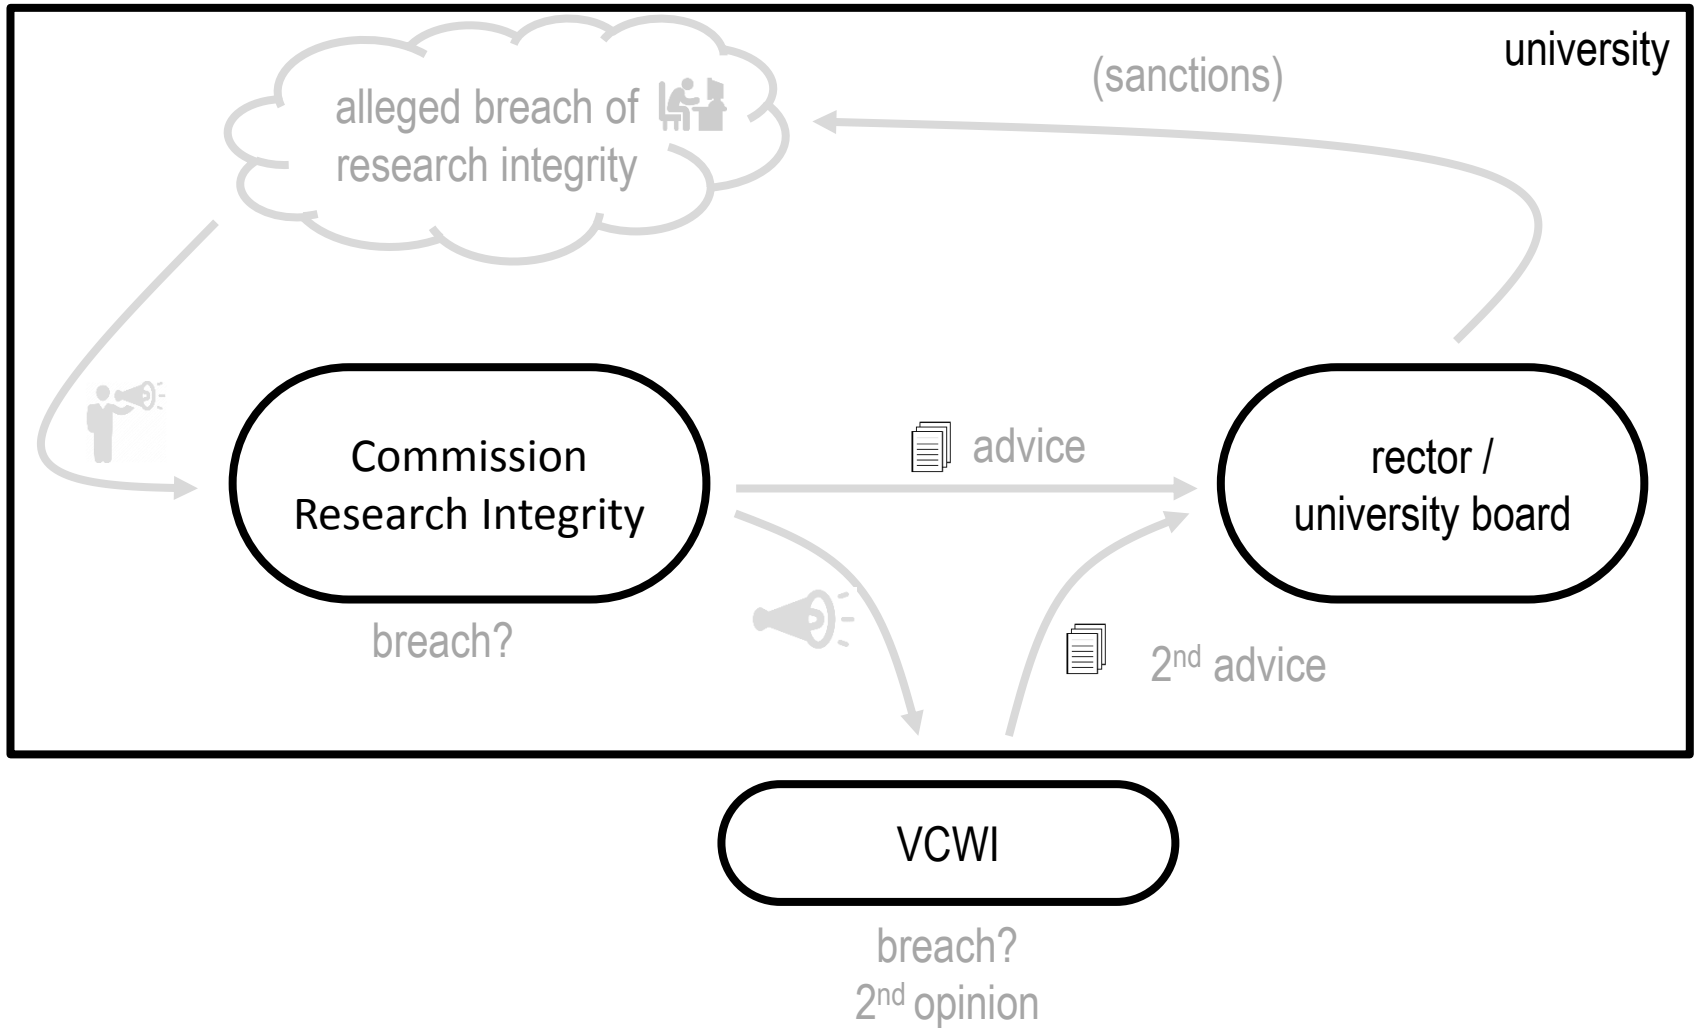 university
(sanctions)
alleged breach of
research integrity
Commission
Research Integrity
advice
rector /
university board
breach?
2nd advice
VCWI
breach?
2nd opinion